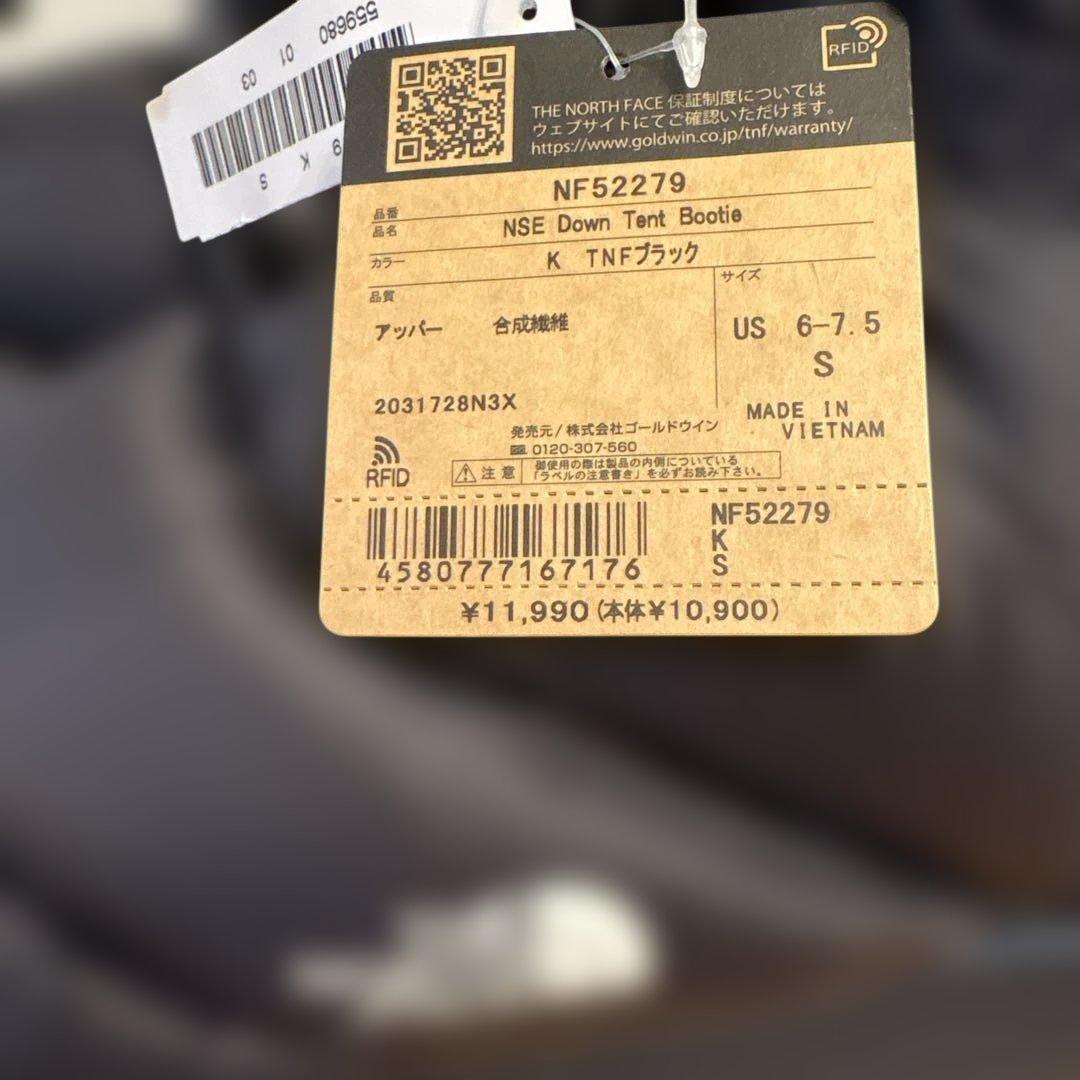 559680
01 03
9 K
S
RFID
THE NORTH FACE 保証制度については
ウェブサイトにてご確認いただけます。
https://www.goldwin.co.jp/tnf/warranty/
品番 NF52279
品名 NSE Down Tent Bootie
カラー K TNFブラック
品質
サイズ
アッパー 合成繊維
US 6-7.5
S
2031728N3X
MADE IN
VIETNAM
発売元/株式会社ゴールドウイン
0120-307-560
RFID
注意
御使用の際は製品の内側についている
「ラベルの注意書き」を必ずお読み下さい。
4580777167176
NF52279
K
S
¥11,990(本体¥10,900)